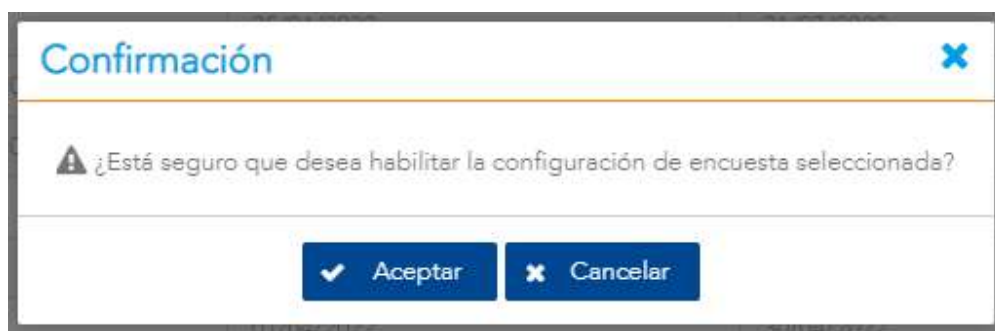 Confirmación
¿Está seguro que desea habilitar la configuración de encuesta seleccionada?
Aceptar
Cancelar